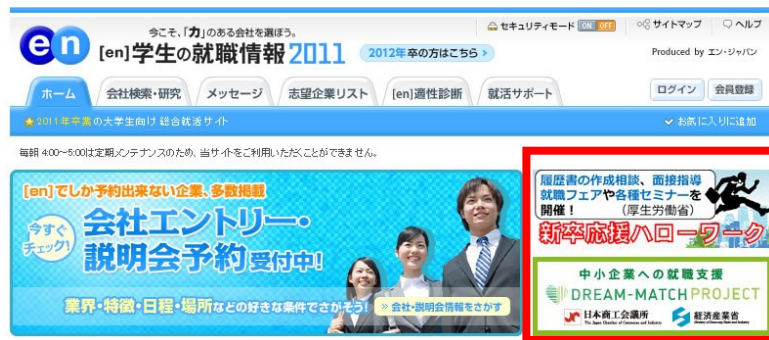 今こそ、「力」のある会社を選ぼう。
en
[en]学生の就職情報2011
2012年卒の方はこちら
セキュリティモード ON OFF
サイトマップ
ヘルプ
Produced by エン・ジャパン
ホーム
会社検索・研究
メッセージ
志望企業リスト
[en]適性診断
就活サポート
ログイン
会員登録
★2011年卒業の大学生向け 総合就活サイト
お気に入りに追加
毎朝 4:00~5:00は定期メンテナンスのため、当サイトをご利用いただくことができません。
[en]でしか予約出来ない企業、多数掲載
今すぐ
チェック!
会社エントリー・
説明会予約受付中!
業界・特徴・日程・場所などの好きな条件でさがそう!
» 会社・説明会情報をさがす
履歴書の作成相談、面接指導
就職フェアや各種セミナーを
開催! (厚生労働省)
新卒応援ハローワーク
中小企業への就職支援
DREAM-MATCH PROJECT
日本商工会議所
The Japan Chamber of Commerce and Industry
経済産業省
Ministry of Economy, Trade and Industry